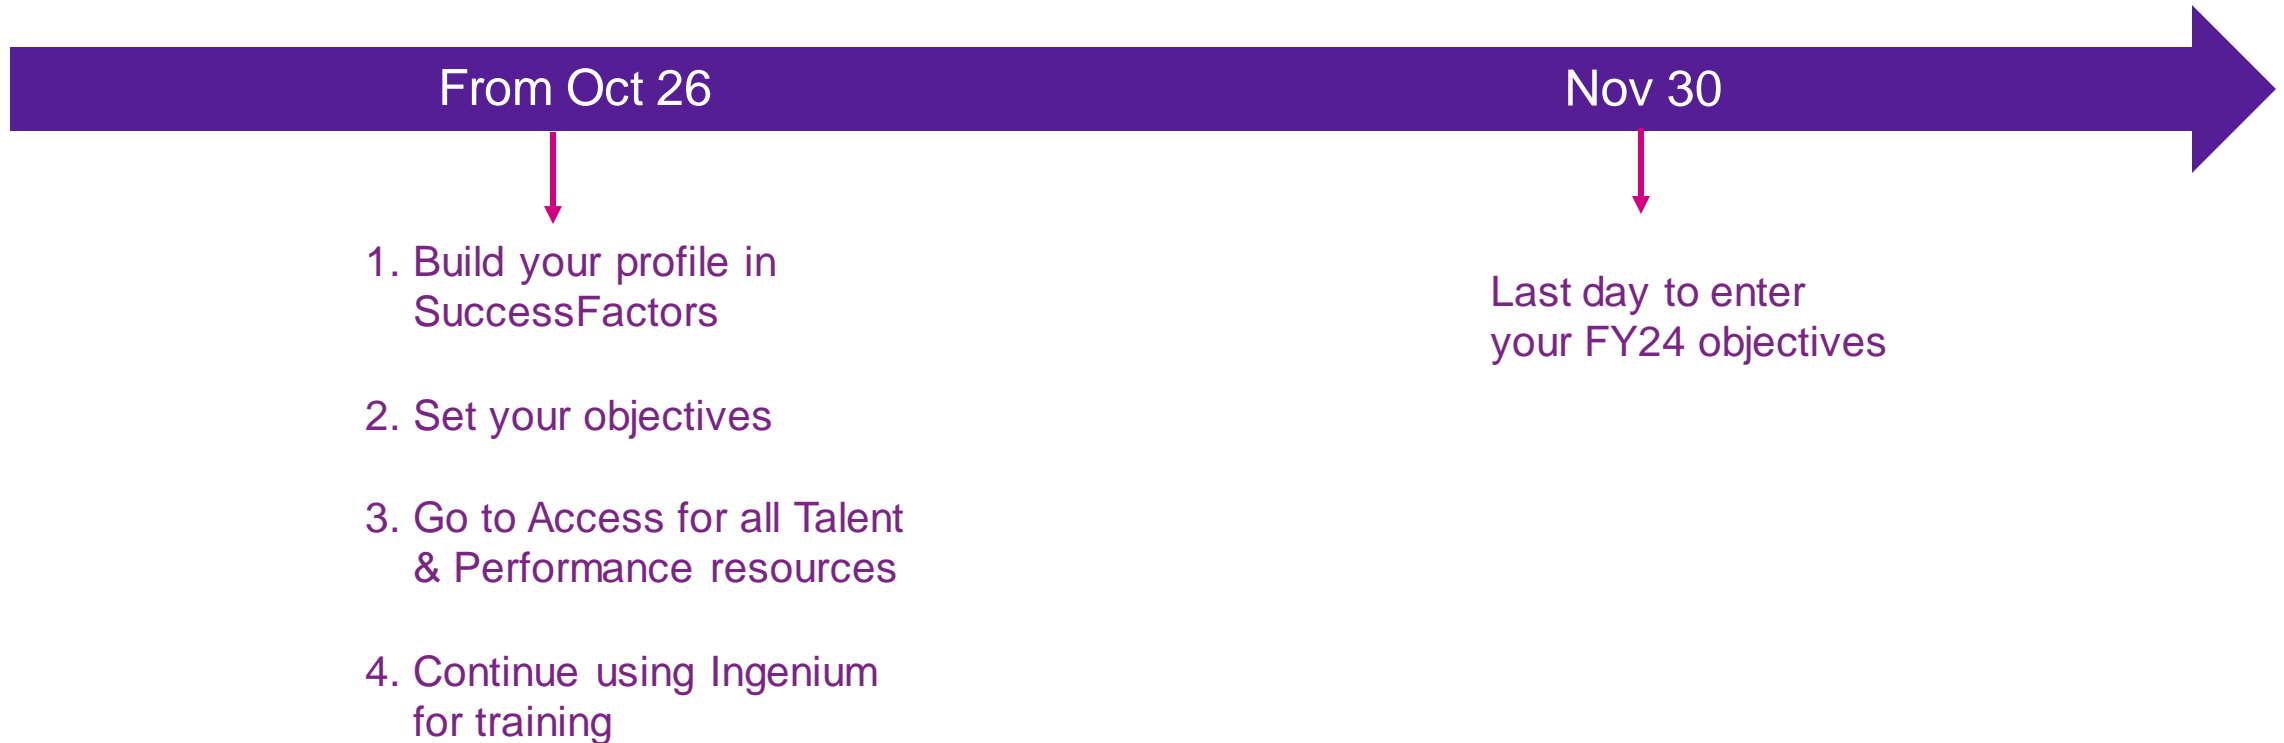 From Oct 26
Nov 30
1. Build your profile in
SuccessFactors
2. Set your objectives
3. Go to Access for all Talent
& Performance resources
4. Continue using Ingenium
for training
Last day to enter
your FY24 objectives